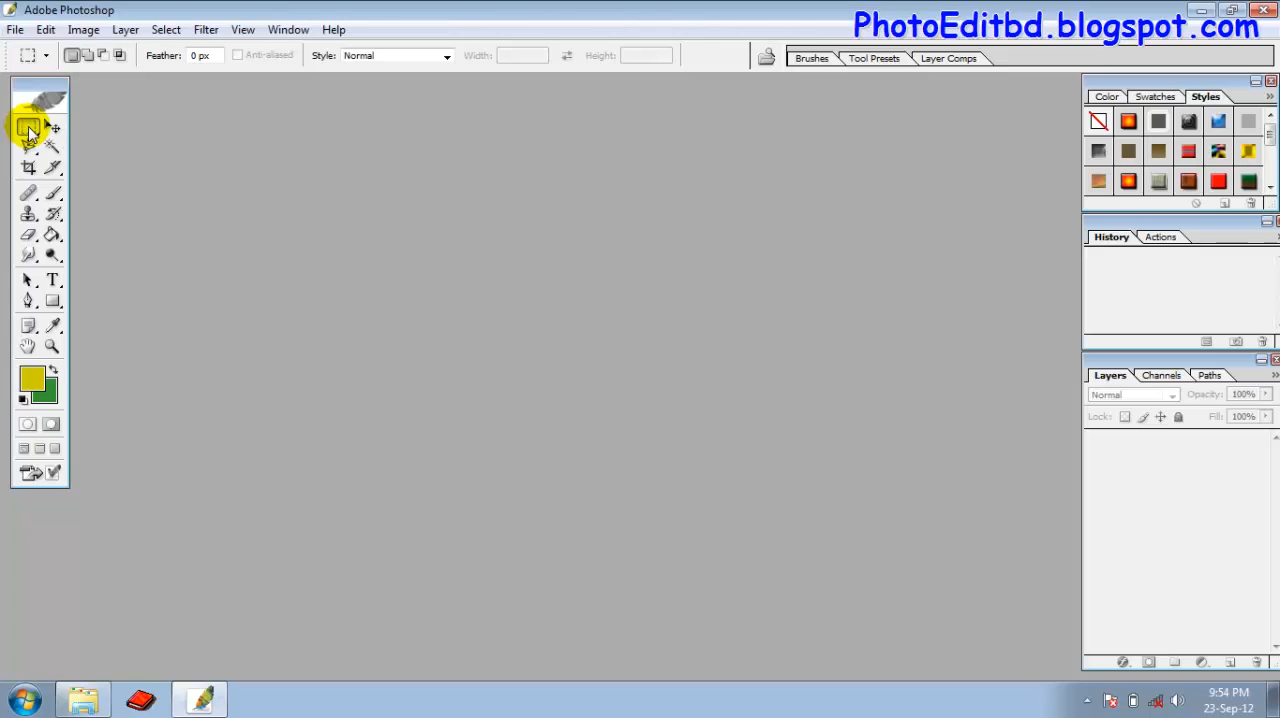 Adobe Photoshop
PhotoEditbd.blogspot.com
File Edit Image Layer Select Filter View Window Help
Feather: 0 px Anti-aliased Style: Normal Width: Height: Brushes Tool Presets Layer Comps
Color Swatches Styles
T
History Actions
Layers Channels Paths
Normal Opacity: 100%
Lock: Fill: 100%
9:54 PM
23-Sep-12